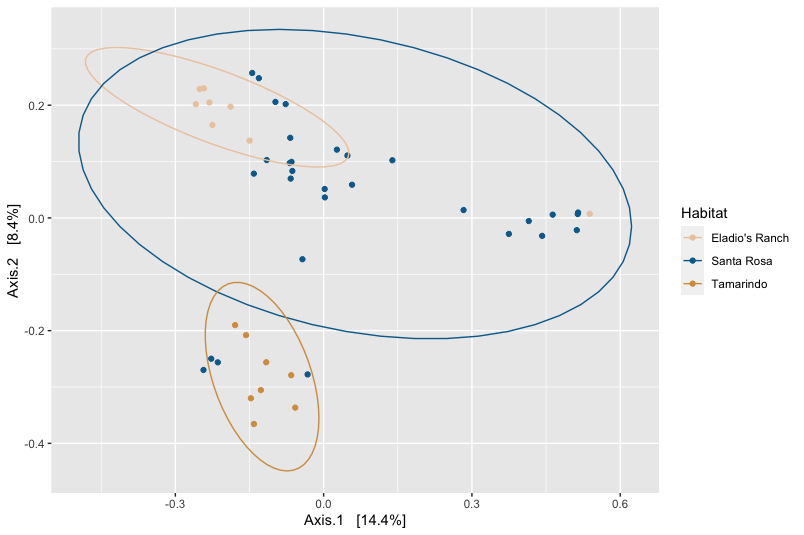 0.2
0.0
-0.2
-0.4
Axis.2 [8.4%]
-0.3
0.0
0.3
0.6
Axis.1 [14.4%]
Habitat
Eladio's Ranch
Santa Rosa
Tamarindo